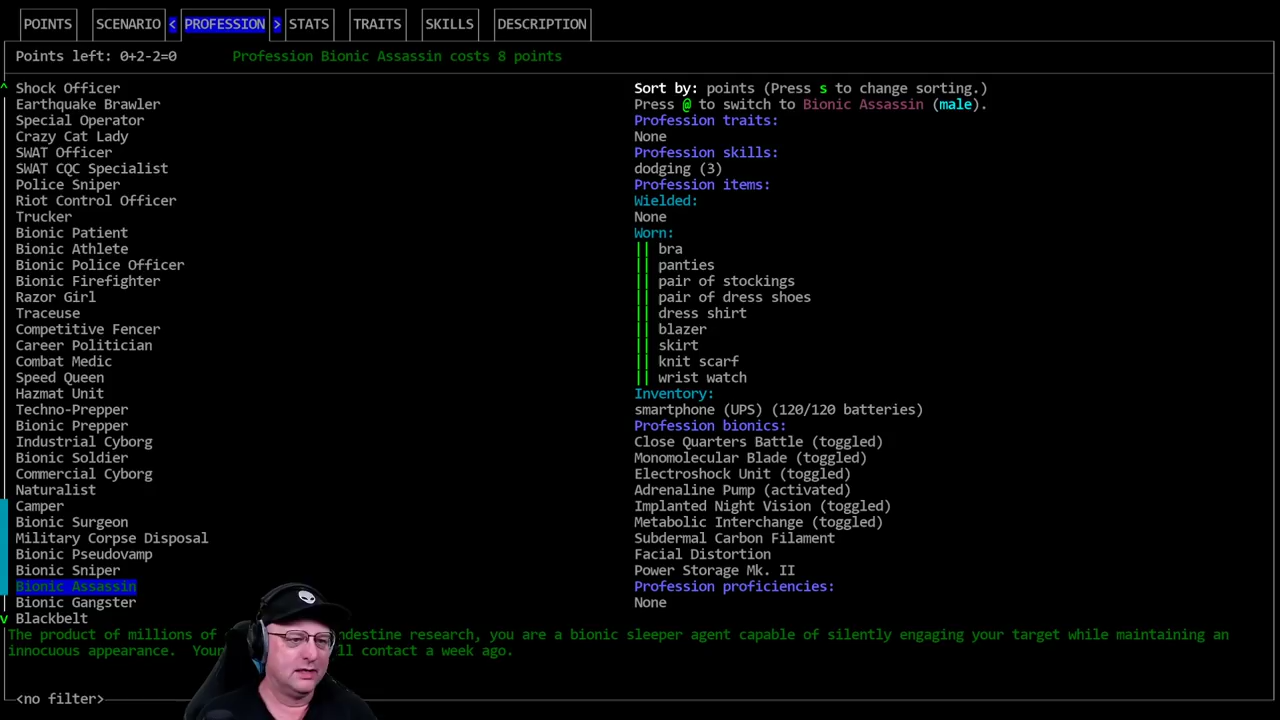 POINTS SCENARIO < PROFESSION > STATS TRAITS SKILLS DESCRIPTION
Points left: 0+2-2=0 Profession Bionic Assassin costs 8 points
^ Shock Officer
Earthquake Brawler
Special Operator
Crazy Cat Lady
SWAT Officer
SWAT CQC Specialist
Police Sniper
Riot Control Officer
Trucker
Bionic Patient
Bionic Athlete
Bionic Police Officer
Bionic Firefighter
Razor Girl
Traceuse
Competitive Fencer
Career Politician
Combat Medic
Speed Queen
Hazmat Unit
Techno-Prepper
Bionic Prepper
Industrial Cyborg
Bionic Soldier
Commercial Cyborg
Naturalist
Camper
Bionic Surgeon
Military Corpse Disposal
Bionic Pseudovamp
Bionic Sniper
Bionic Assassin
Bionic Gangster
v Blackbelt
Sort by: points (Press s to change sorting.)
Press @ to switch to Bionic Assassin (male).
Profession traits:
None
Profession skills:
dodging (3)
Profession items:
Wielded:
None
Worn:
|| bra
|| panties
|| pair of stockings
|| pair of dress shoes
|| dress shirt
|| blazer
|| skirt
|| knit scarf
|| wrist watch
Inventory:
smartphone (UPS) (120/120 batteries)
Profession bionics:
Close Quarters Battle (toggled)
Monomolecular Blade (toggled)
Electroshock Unit (toggled)
Adrenaline Pump (activated)
Implanted Night Vision (toggled)
Metabolic Interchange (toggled)
Subdermal Carbon Filament
Facial Distortion
Power Storage Mk. II
Profession proficiencies:
None
The product of millions of ndestine research, you are a bionic sleeper agent capable of silently engaging your target while maintaining an
innocuous appearance. Your ll contact a week ago.
<no filter>